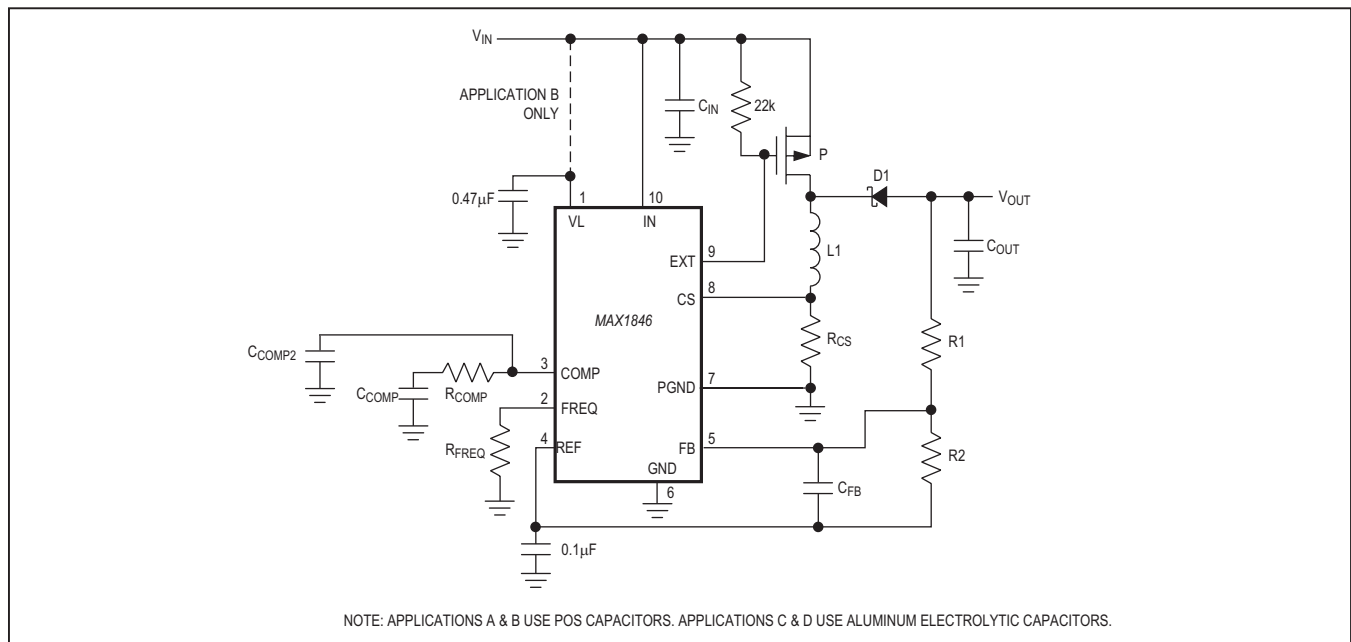 VIN
APPLICATION B
ONLY
CIN
22k
P
D1
VOUT
0.47μF
1
10
VL
IN
COUT
L1
EXT
9
CS
8
MAX1846
RCS
R1
CCOMP2
3
COMP
PGND
7
CCOMP
RCOMP
2
FREQ
4
REF
FB
5
RFREQ
R2
GND
6
CFB
0.1μF
NOTE: APPLICATIONS A & B USE POS CAPACITORS. APPLICATIONS C & D USE ALUMINUM ELECTROLYTIC CAPACITORS.